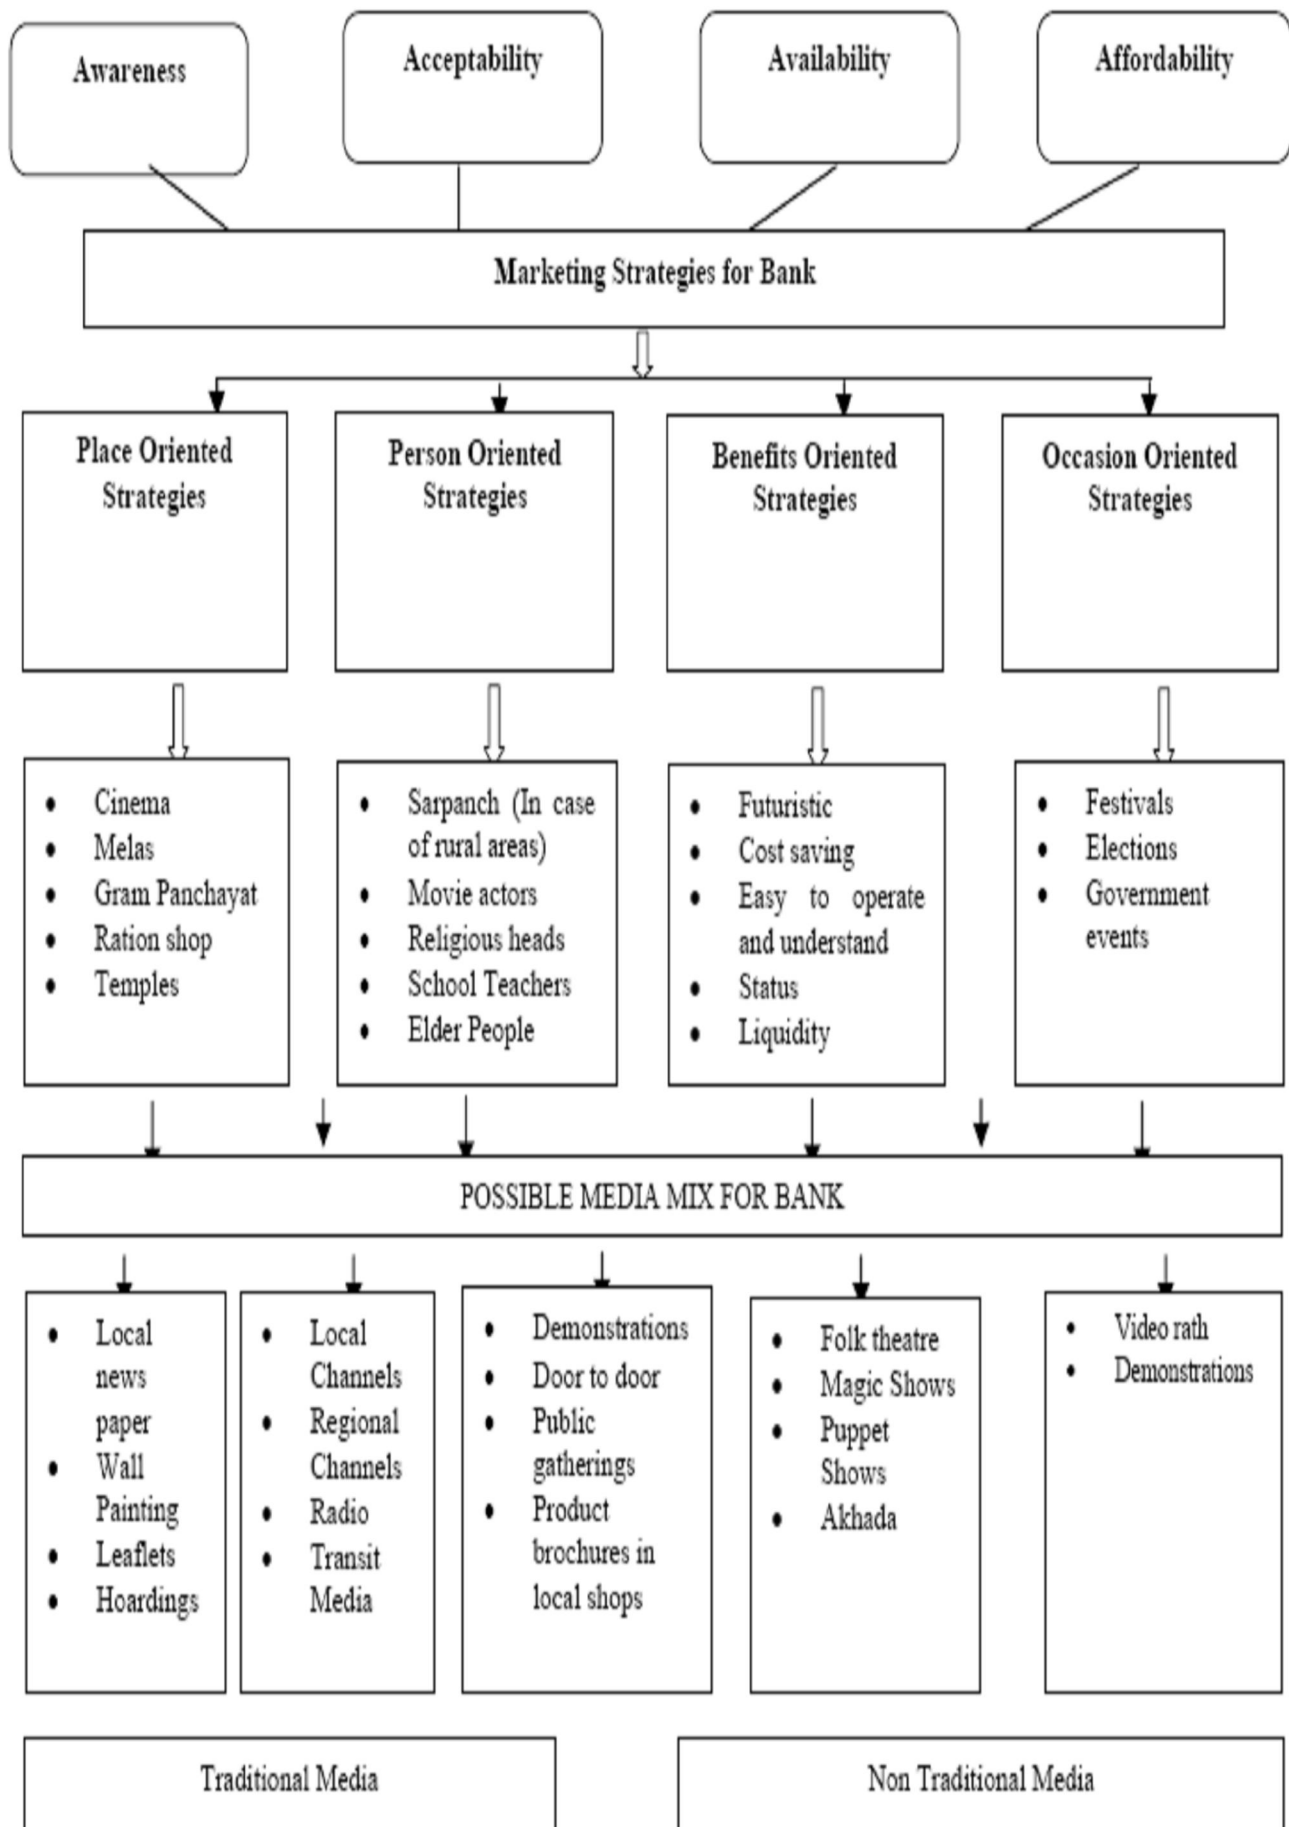 Awareness
Acceptability
Availability
Affordability
Marketing Strategies for Bank
Place Oriented
Strategies
Person Oriented
Strategies
Benefits Oriented
Strategies
Occasion Oriented
Strategies
• Cinema
• Melas
• Gram Panchayat
• Ration shop
• Temples
• Sarpanch (In case
of rural areas)
• Movie actors
• Religious heads
• School Teachers
• Elder People
• Futuristic
• Cost saving
• Easy to operate
and understand
• Status
• Liquidity
• Festivals
• Elections
• Government
events
POSSIBLE MEDIA MIX FOR BANK
• Local
news
paper
• Wall
Painting
• Leaflets
• Hoardings
• Local
Channels
• Regional
Channels
• Radio
• Transit
Media
• Demonstrations
• Door to door
• Public
gatherings
• Product
brochures in
local shops
• Folk theatre
• Magic Shows
• Puppet
Shows
• Akhada
• Video rath
• Demonstrations
Traditional Media
Non Traditional Media